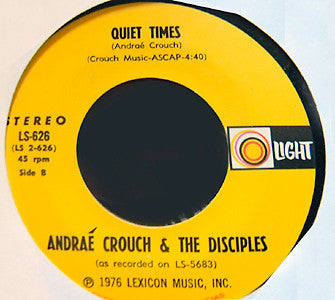 QUIET TIMES
(Andraé Crouch)
(Crouch Music-ASCAP-4:40)
STEREO
LS-626
(LS 2-626)
45 rpm
Side B
LIGHT
ANDRAÉ CROUCH & THE DISCIPLES
(as recorded on LS-5683)
℗ 1976 LEXICON MUSIC, INC.